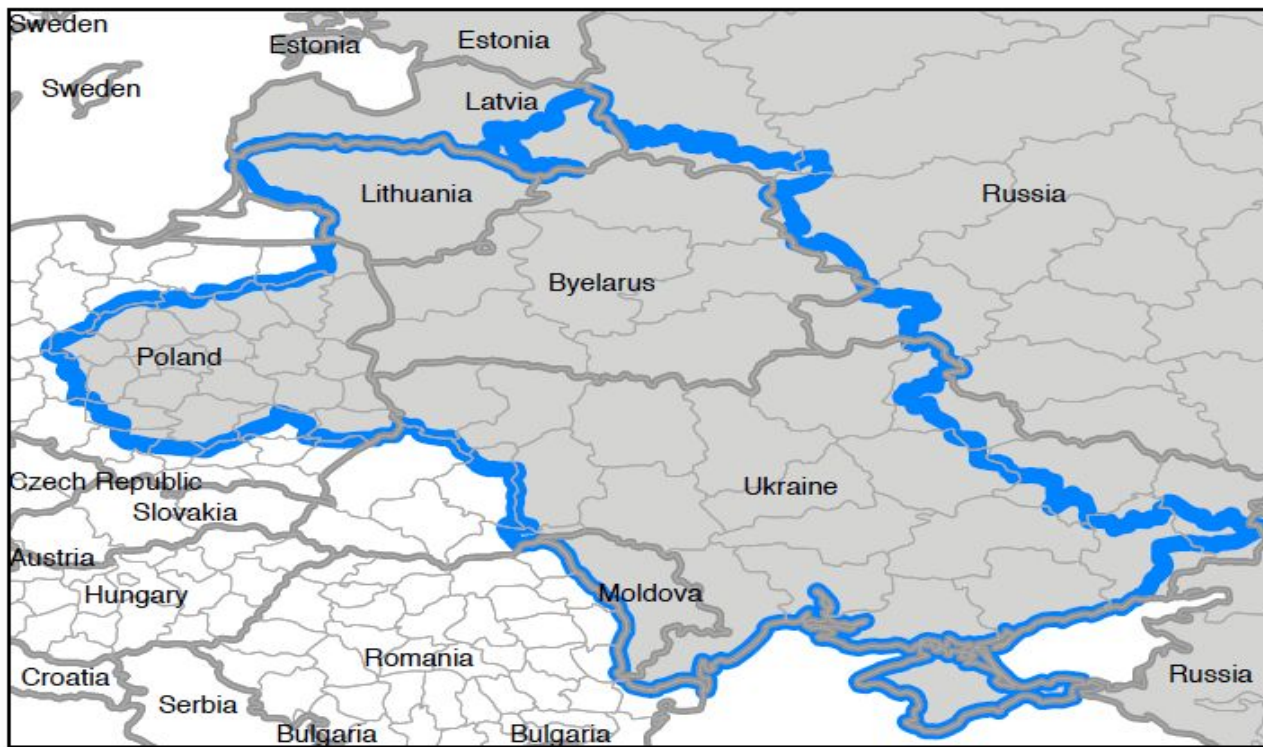 Sweden
Estonia
Estonia
Sweden
Latvia
Lithuania
Russia
Byelarus
Poland
Czech Republic
Ukraine
Slovakia
Austria
Hungary
Moldova
Romania
Croatia
Russia
Serbia
Bulgaria
Bulgaria